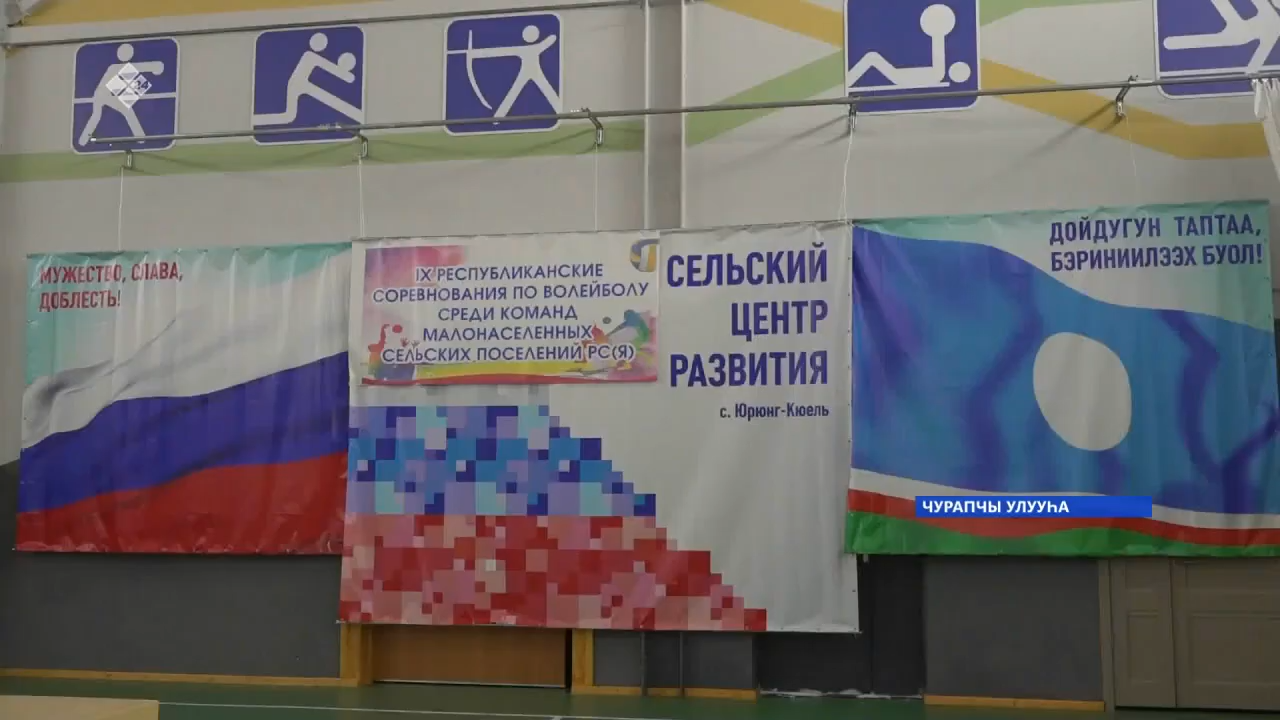 МУЖЕСТВО, СЛАВА,
ДОБЛЕСТЬ!
IX РЕСПУБЛИКАНСКИЕ
СОРЕВНОВАНИЯ ПО ВОЛЕЙБОЛУ
СРЕДИ КОМАНД
МАЛОНАСЕЛЕННЫХ
СЕЛЬСКИХ ПОСЕЛЕНИЙ РС(Я)
СЕЛЬСКИЙ
ЦЕНТР
РАЗВИТИЯ
с. Юрюнг-Кюель
ДОЙДУГУН ТАПТАА,
БЭРИНИИЛЭЭХ БУОЛ!
ЧУРАПЧЫ УЛУУҺА